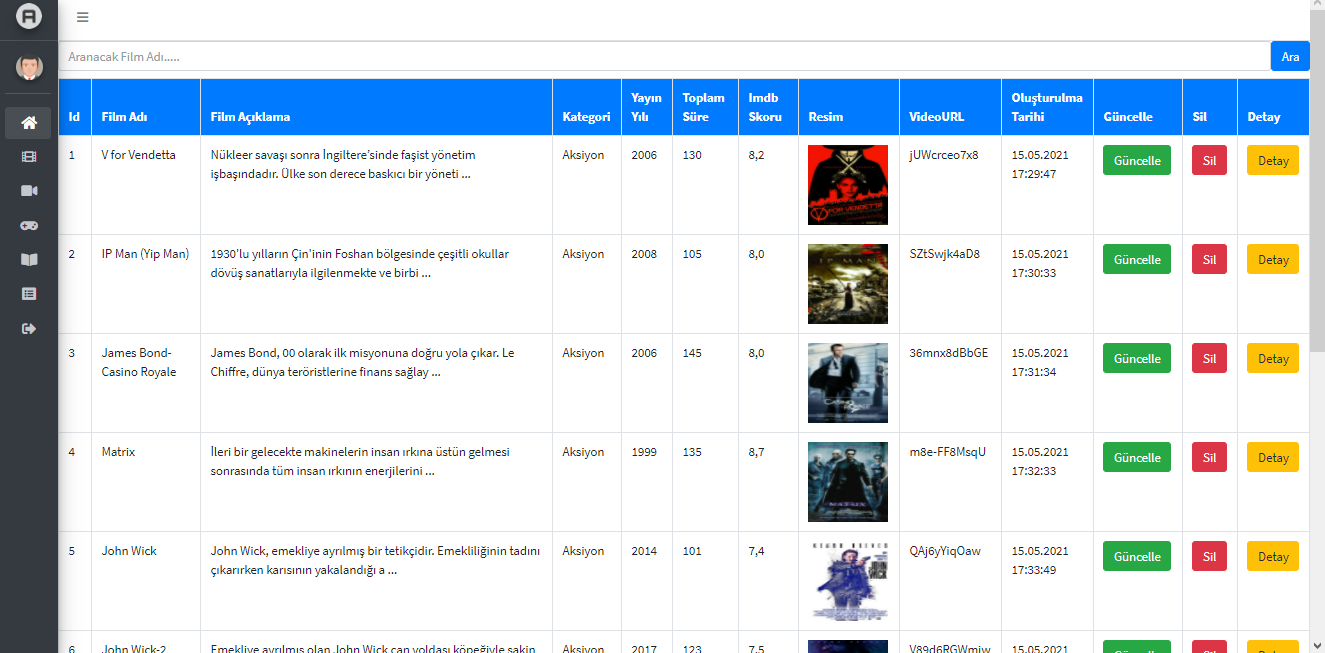 Aranacak Film Adı.....
Ara
Id
Film Adı
Film Açıklama
Kategori
Yayın
Yılı
Toplam
Süre
Imdb
Skoru
Resim
VideoURL
Oluşturulma
Tarihi
Güncelle
Sil
Detay
1
V for Vendetta
Nükleer savaşı sonra İngiltere'sinde faşist yönetim
işbaşındadır. Ülke son derece baskıcı bir yöneti ...
Aksiyon
2006
130
8,2
V FOR VENDETTA
jUWcrceo7x8
15.05.2021
17:29:47
Güncelle
Sil
Detay
2
IP Man (Yip Man)
1930'lu yılların Çin'inin Foshan bölgesinde çeşitli okullar
dövüş sanatlarıyla ilgilenmekte ve birbi ...
Aksiyon
2008
105
8,0
IP MAN
SZtSwjk4aD8
15.05.2021
17:30:33
Güncelle
Sil
Detay
3
James Bond-
Casino Royale
James Bond, 00 olarak ilk misyonuna doğru yola çıkar. Le
Chiffre, dünya teröristlerine finans sağlay ...
Aksiyon
2006
145
8,0
36mnx8dBbGE
15.05.2021
17:31:34
Güncelle
Sil
Detay
4
Matrix
İleri bir gelecekte makinelerin insan ırkına üstün gelmesi
sonrasında tüm insan ırkının enerjilerini ...
Aksiyon
1999
135
8,7
MATRIX
m8e-FF8MsqU
15.05.2021
17:32:33
Güncelle
Sil
Detay
5
John Wick
John Wick, emekliye ayrılmış bir tetikçidir. Emekliliğinin tadını
çıkarırken karısının yakalandığı a ...
Aksiyon
2014
101
7,4
KEANU REEVES
QAj6yYiqOaw
15.05.2021
17:33:49
Güncelle
Sil
Detay
6
John Wick-2
Emekliye ayrılmış olan John Wick can yoldaşı köpeğiyle sakin
Aksiyon
2017
123
7,5
V89d6RGWmiw
15.05.2021
Güncelle
Sil
Detay